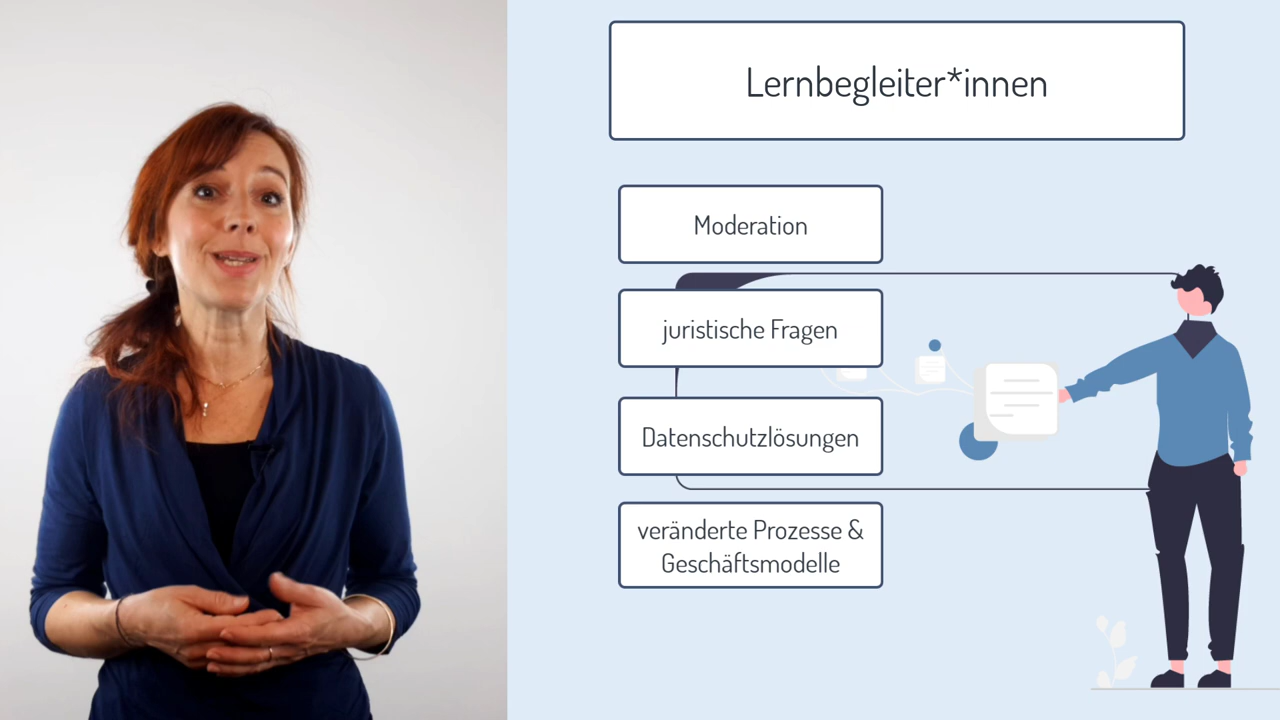 Lernbegleiter*innen
Moderation
juristische Fragen
Datenschutzlösungen
veränderte Prozesse &
Geschäftsmodelle